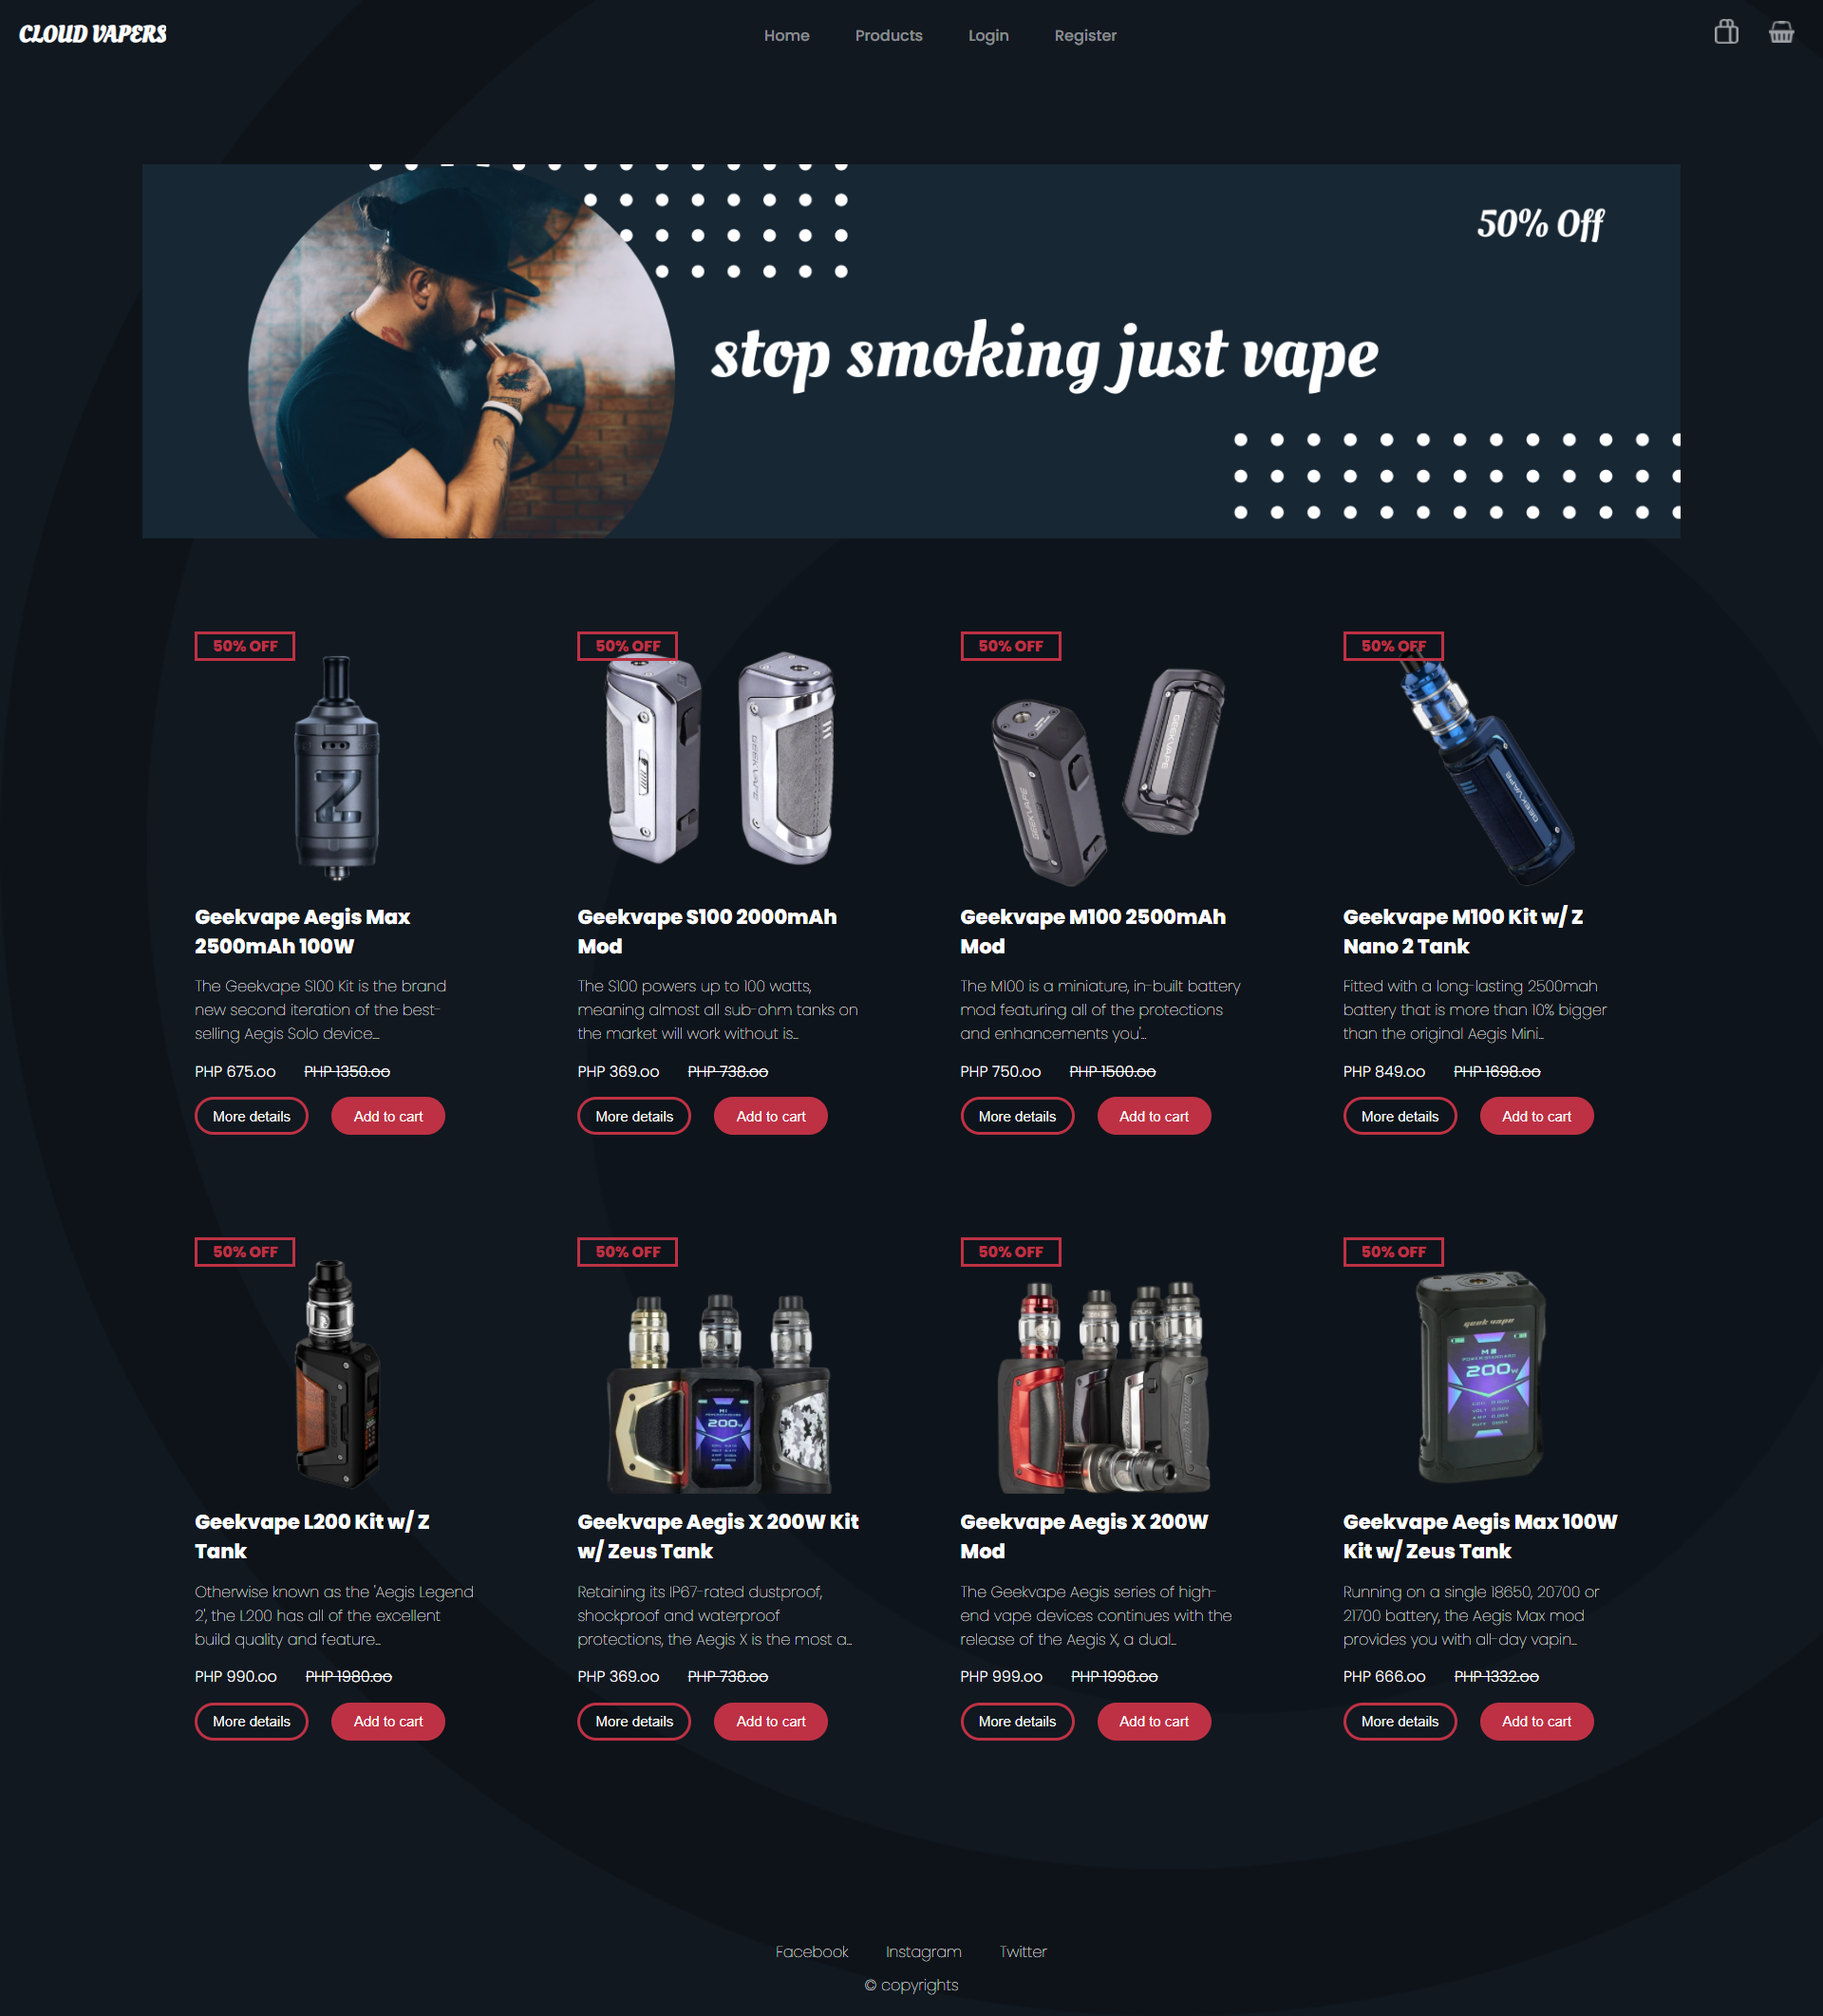 CLOUD VAPERS
Home Products Login Register
50% Off
stop smoking just vape
50% OFF 50% OFF 50% OFF 50% OFF
Z
GEEKVAPE
GEEKVAPE
GEEKVAPE
GEEKVAPE
Geekvape Aegis Max
2500mAh 100W
The Geekvape S100 Kit is the brand
new second iteration of the best-
selling Aegis Solo device...
PHP 675.00 PHP 1350.00
More details Add to cart
Geekvape S100 2000mAh
Mod
The S100 powers up to 100 watts,
meaning almost all sub-ohm tanks on
the market will work without is...
PHP 369.00 PHP 738.00
More details Add to cart
Geekvape M100 2500mAh
Mod
The M100 is a miniature, in-built battery
mod featuring all of the protections
and enhancements you'...
PHP 750.00 PHP 1500.00
More details Add to cart
Geekvape M100 Kit w/ Z
Nano 2 Tank
Fitted with a long-lasting 2500mah
battery that is more than 10% bigger
than the original Aegis Mini...
PHP 849.00 PHP 1698.00
More details Add to cart
50% OFF 50% OFF 50% OFF 50% OFF
200W
geek vape
M2
POWER STANDARD
200W
Geekvape L200 Kit w/ Z
Tank
Otherwise known as the 'Aegis Legend
2', the L200 has all of the excellent
build quality and feature...
PHP 990.00 PHP 1980.00
More details Add to cart
Geekvape Aegis X 200W Kit
w/ Zeus Tank
Retaining its IP67-rated dustproof,
shockproof and waterproof
protections, the Aegis X is the most a...
PHP 369.00 PHP 738.00
More details Add to cart
Geekvape Aegis X 200W
Mod
The Geekvape Aegis series of high-
end vape devices continues with the
release of the Aegis X, a dual...
PHP 999.00 PHP 1998.00
More details Add to cart
Geekvape Aegis Max 100W
Kit w/ Zeus Tank
Running on a single 18650, 20700 or
21700 battery, the Aegis Max mod
provides you with all-day vapin...
PHP 666.00 PHP 1332.00
More details Add to cart
Facebook Instagram Twitter
© copyrights